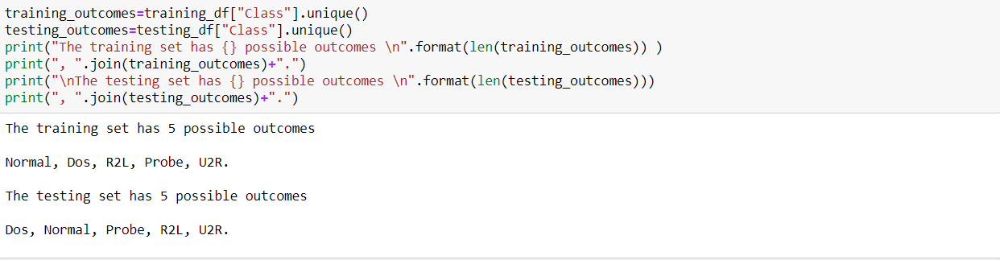 training_outcomes=training_df["Class"].unique()
testing_outcomes=testing_df["Class"].unique()
print("The training set has {} possible outcomes \n".format(len(training_outcomes)) )
print(", ".join(training_outcomes)+".")
print("\nThe testing set has {} possible outcomes \n".format(len(testing_outcomes)))
print(", ".join(testing_outcomes)+".")
The training set has 5 possible outcomes
Normal, Dos, R2L, Probe, U2R.
The testing set has 5 possible outcomes
Dos, Normal, Probe, R2L, U2R.